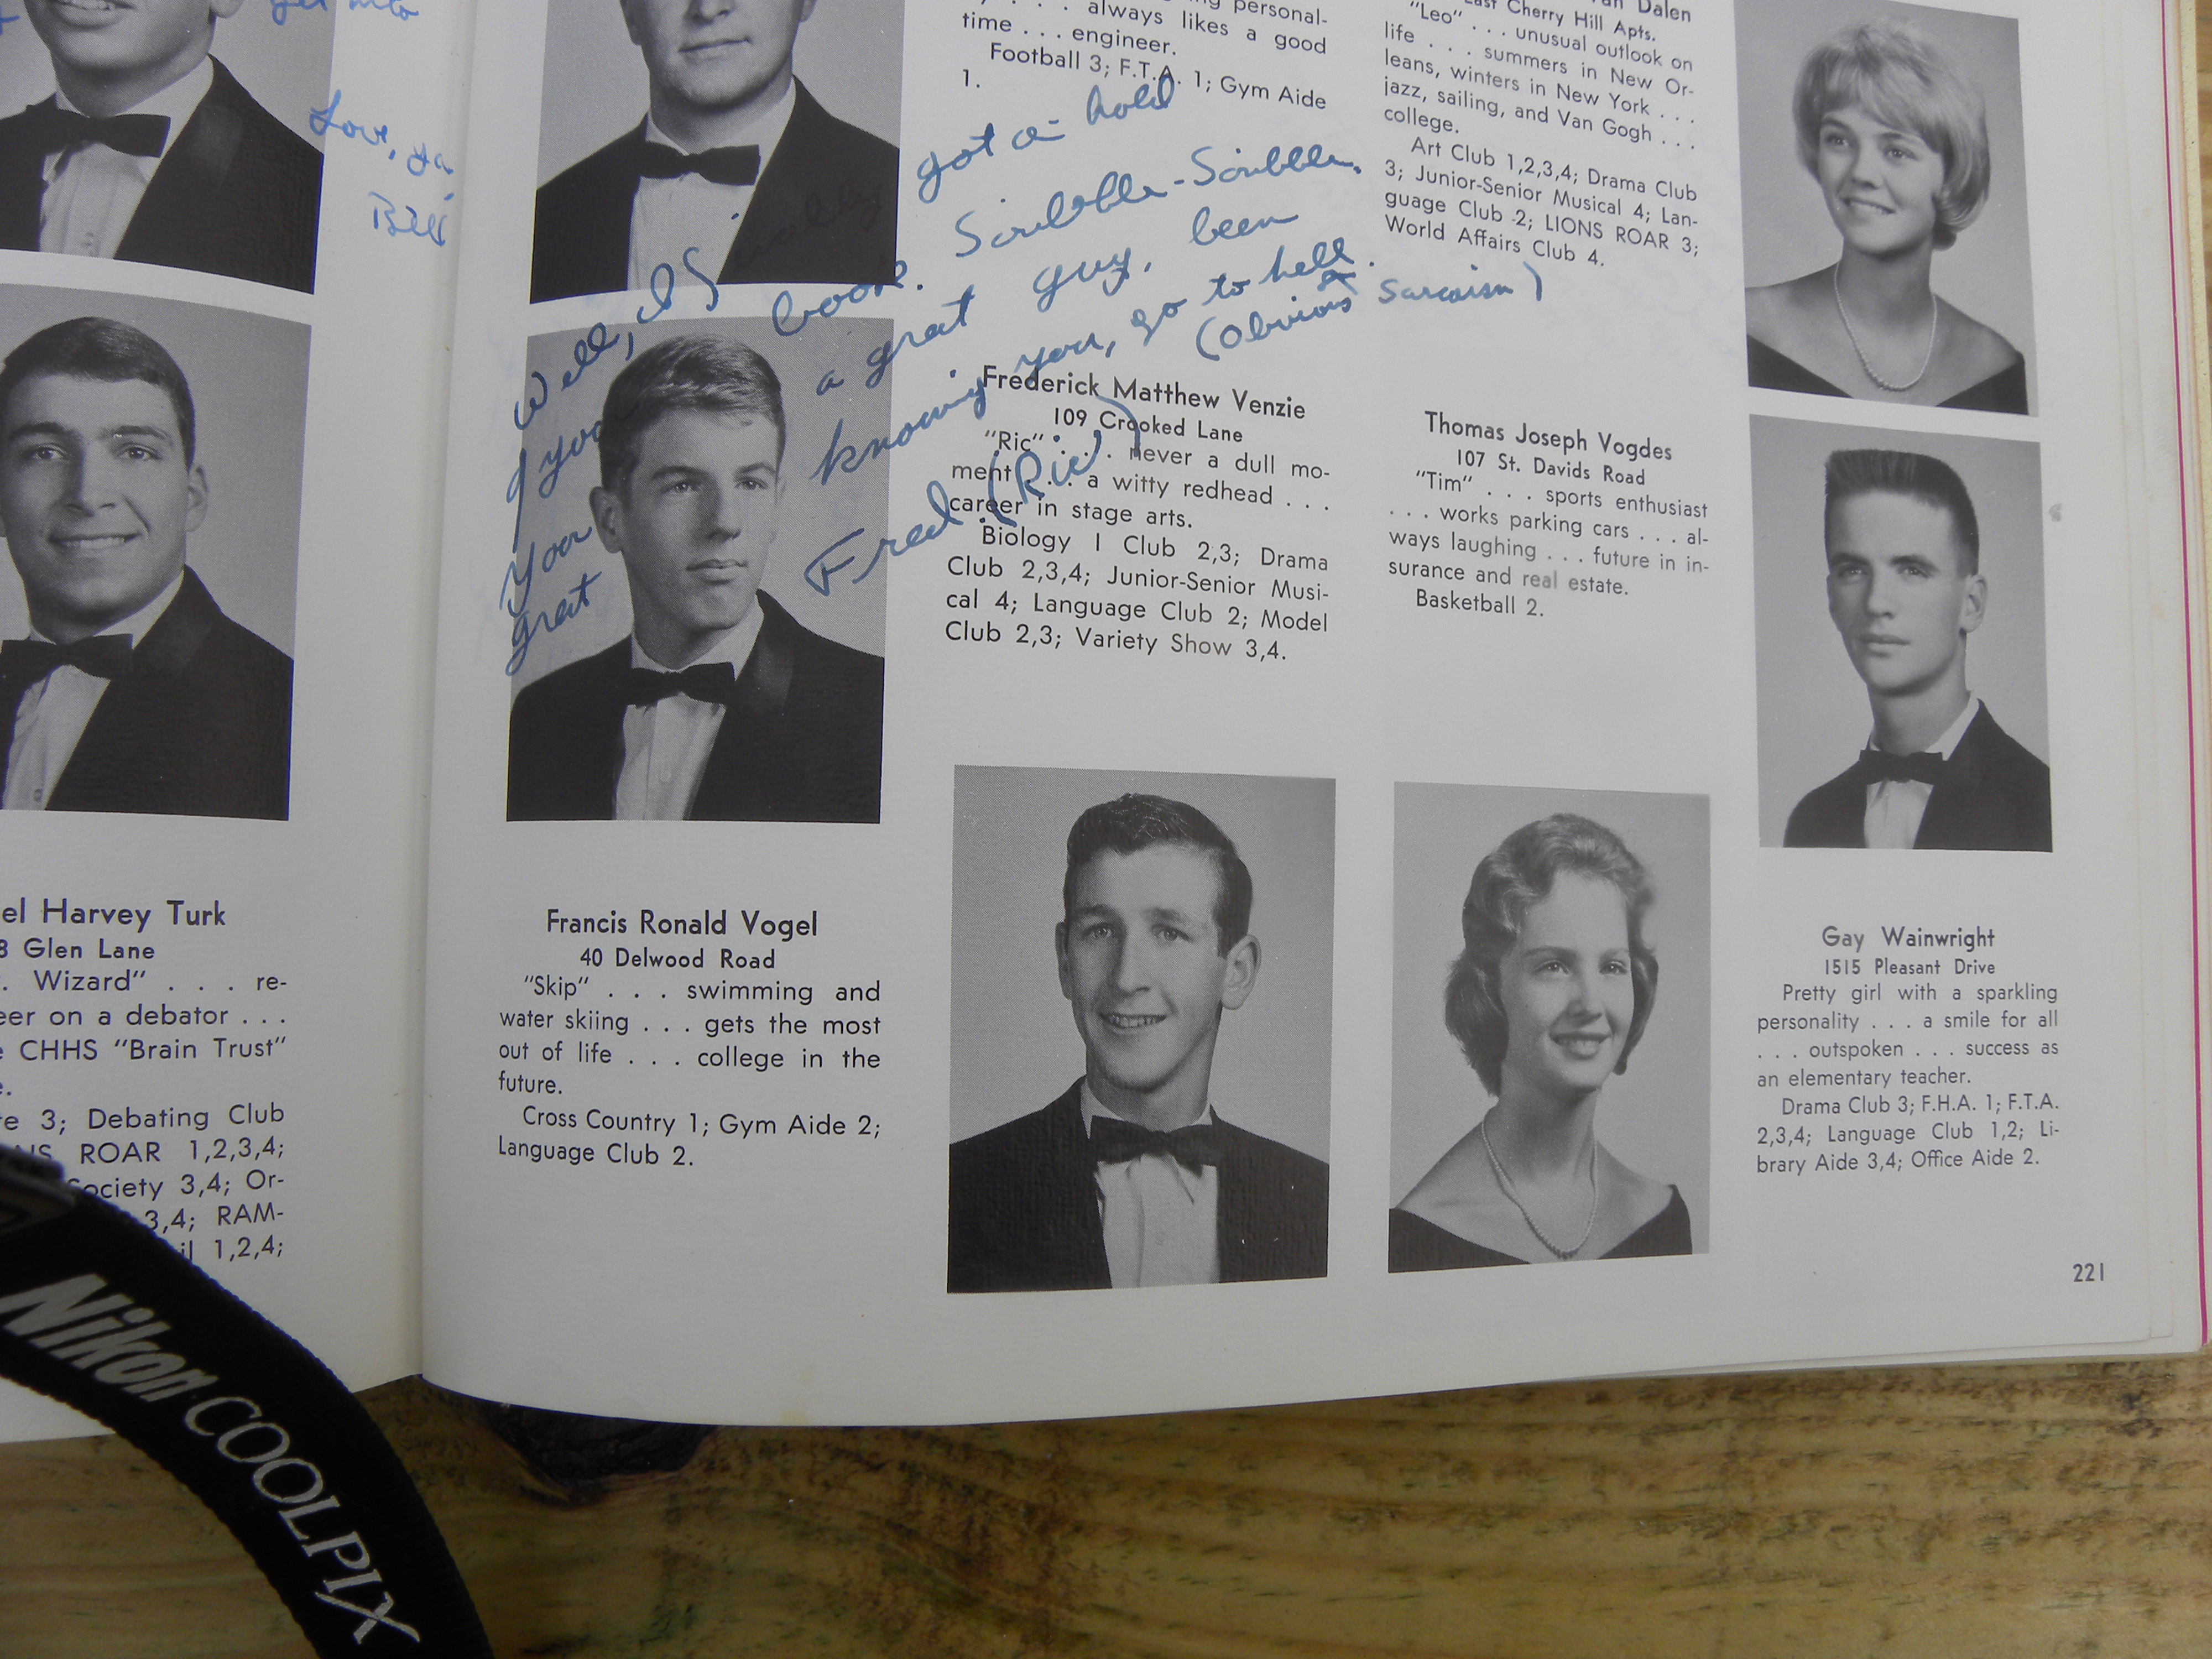 get into
Love, ya
Bill
el Harvey Turk
8 Glen Lane
. Wizard" . . . re-
eer on a debator . . .
e CHHS "Brain Trust"
e.
te 3; Debating Club
NS ROAR 1,2,3,4;
Society 3,4; Or-
3,4; RAM-
il 1,2,4;
Nikon COOLPIX
Well, I
got a hold
of your
book. Scribble-Scribble.
You
a great guy, been
great
knowing you, go to hell.
(Obvious sarcasm)
Fred. (Ric)
Francis Ronald Vogel
40 Delwood Road
"Skip" . . . swimming and
water skiing . . . gets the most
out of life . . . college in the
future.
Cross Country 1; Gym Aide 2;
Language Club 2.
personal-
. . . always likes a good
time . . . engineer.
Football 3; F.T.A. 1; Gym Aide
1.
Frederick Matthew Venzie
109 Crooked Lane
"Ric" . . . never a dull mo-
ment . . . a witty redhead . . .
career in stage arts.
Biology I Club 2,3; Drama
Club 2,3,4; Junior-Senior Musi-
cal 4; Language Club 2; Model
Club 2,3; Variety Show 3,4.
Dalen
East Cherry Hill Apts.
"Leo" . . . unusual outlook on
life . . . summers in New Or-
leans, winters in New York . . .
jazz, sailing, and Van Gogh . . .
college.
Art Club 1,2,3,4; Drama Club
3; Junior-Senior Musical 4; Lan-
guage Club 2; LIONS ROAR 3;
World Affairs Club 4.
Thomas Joseph Vogdes
107 St. Davids Road
"Tim" . . . sports enthusiast
. . . works parking cars . . . al-
ways laughing . . . future in in-
surance and real estate.
Basketball 2.
Gay Wainwright
1515 Pleasant Drive
Pretty girl with a sparkling
personality . . . a smile for all
. . . outspoken . . . success as
an elementary teacher.
Drama Club 3; F.H.A. 1; F.T.A.
2,3,4; Language Club 1,2; Li-
brary Aide 3,4; Office Aide 2.
221